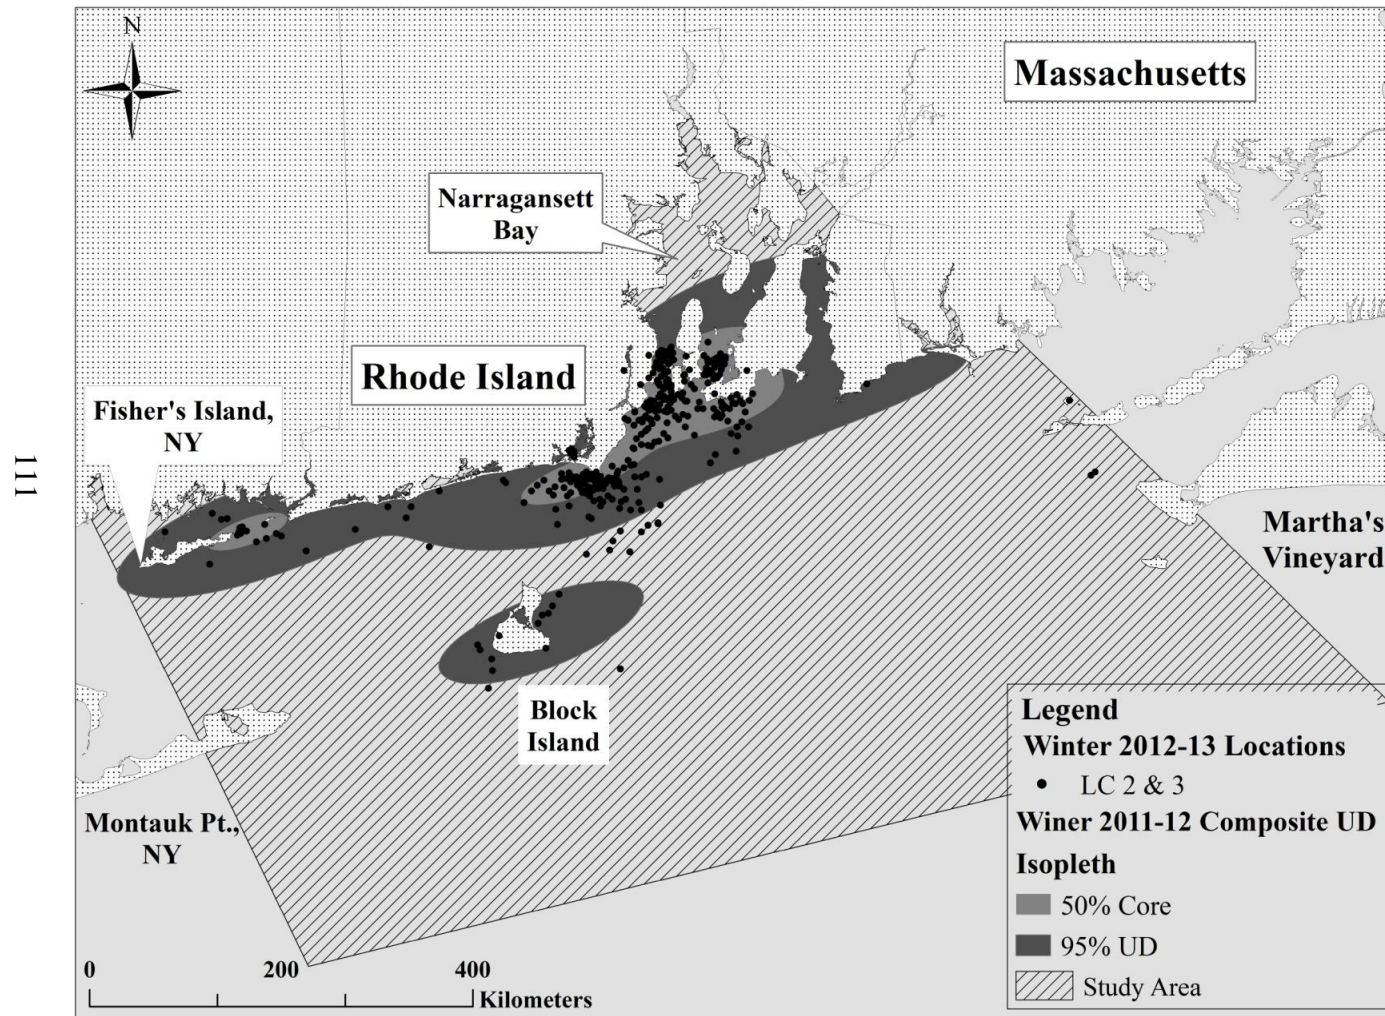 N
Massachusetts
Narragansett
Bay
Rhode Island
Fisher's Island,
NY
111
Martha's
Vineyard
Block
Island
Montauk Pt.,
NY
Legend
Winter 2012-13 Locations
LC 2 & 3
Winer 2011-12 Composite UD
Isopleth
50% Core
95% UD
Study Area
0 200 400
Kilometers